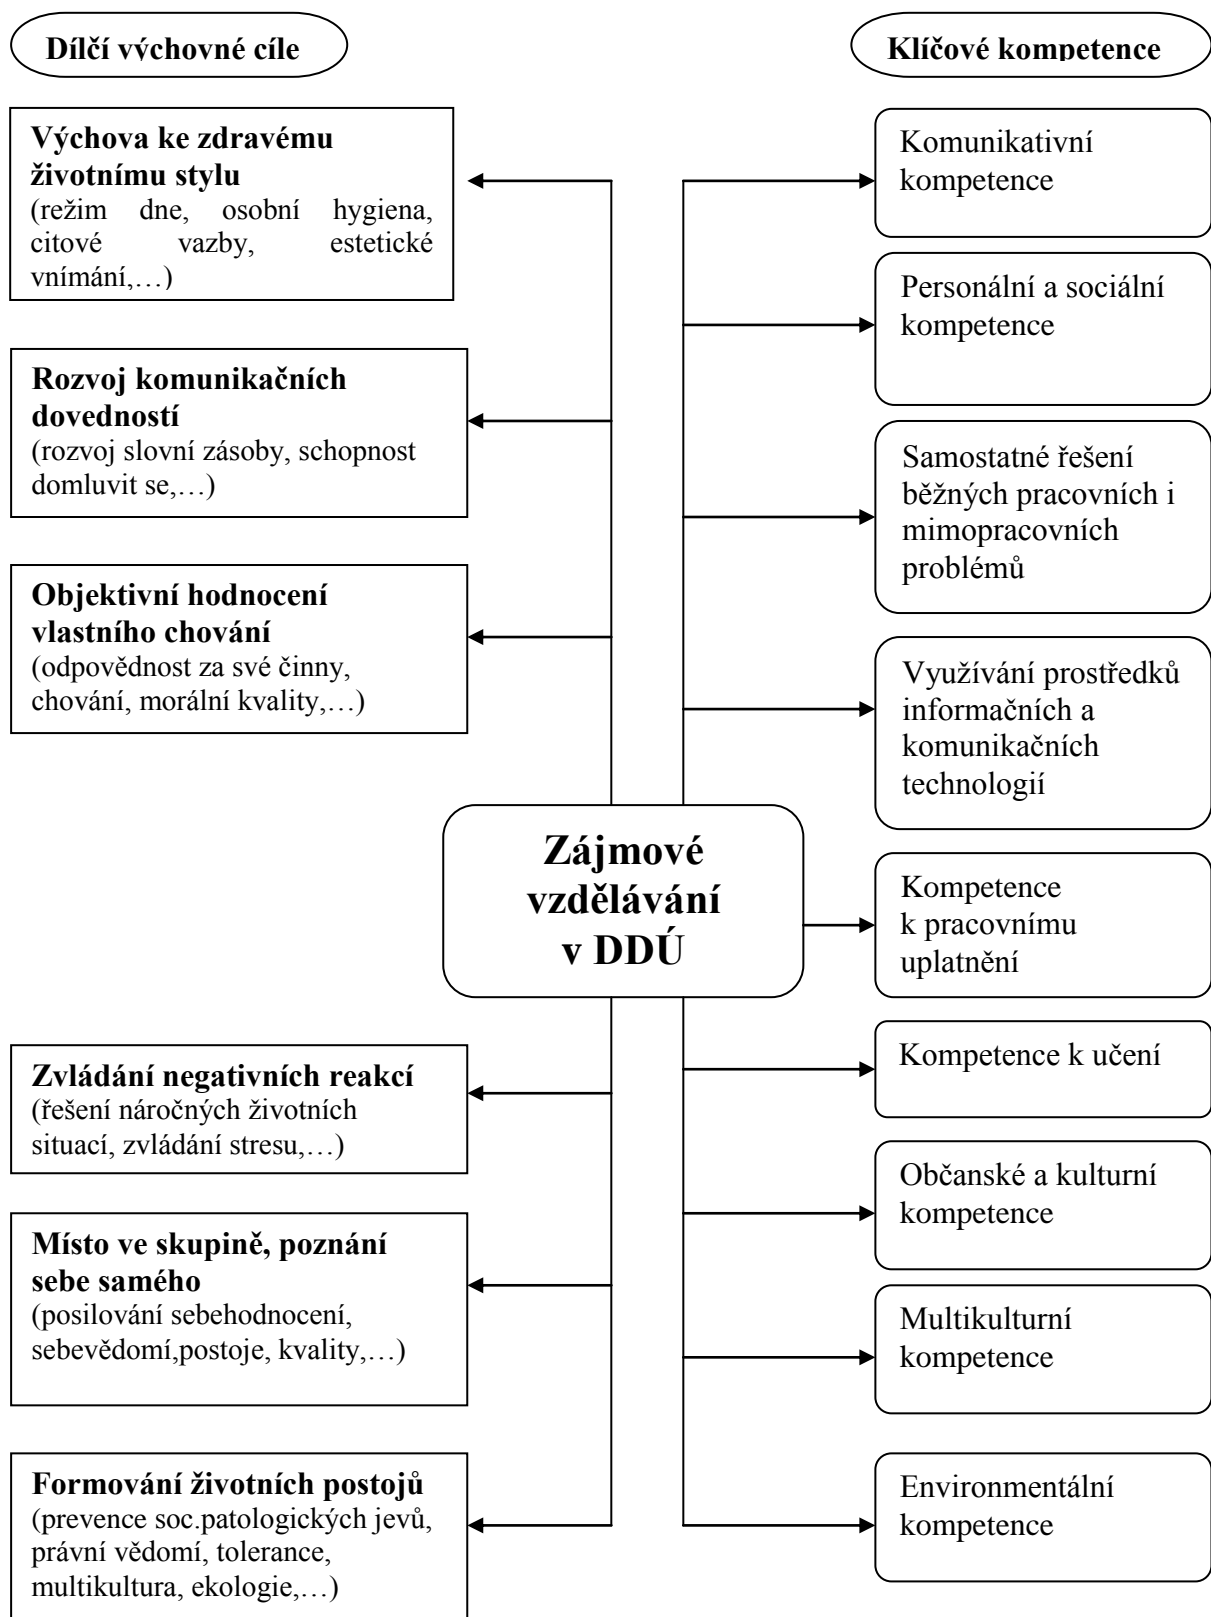 Dílčí výchovné cíle
Výchova ke zdravému
životnímu stylu
(režim dne, osobní hygiena,
citové vazby, estetické
vnímání,…)
Rozvoj komunikačních
dovedností
(rozvoj slovní zásoby, schopnost
domluvit se,…)
Objektivní hodnocení
vlastního chování
(odpovědnost za své činny,
chování, morální kvality,…)
Zájmové
vzdělávání
v DDÚ
Zvládání negativních reakcí
(řešení náročných životních
situací, zvládání stresu,…)
Místo ve skupině, poznání
sebe samého
(posilování sebehodnocení,
sebevědomí,postoje, kvality,…)
Formování životních postojů
(prevence soc.patologických jevů,
právní vědomí, tolerance,
multikultura, ekologie,…)
Klíčové kompetence
Komunikativní
kompetence
Personální a sociální
kompetence
Samostatné řešení
běžných pracovních i
mimopracovních
problémů
Využívání prostředků
informačních a
komunikačních
technologií
Kompetence
k pracovnímu
uplatnění
Kompetence k učení
Občanské a kulturní
kompetence
Multikulturní
kompetence
Environmentální
kompetence